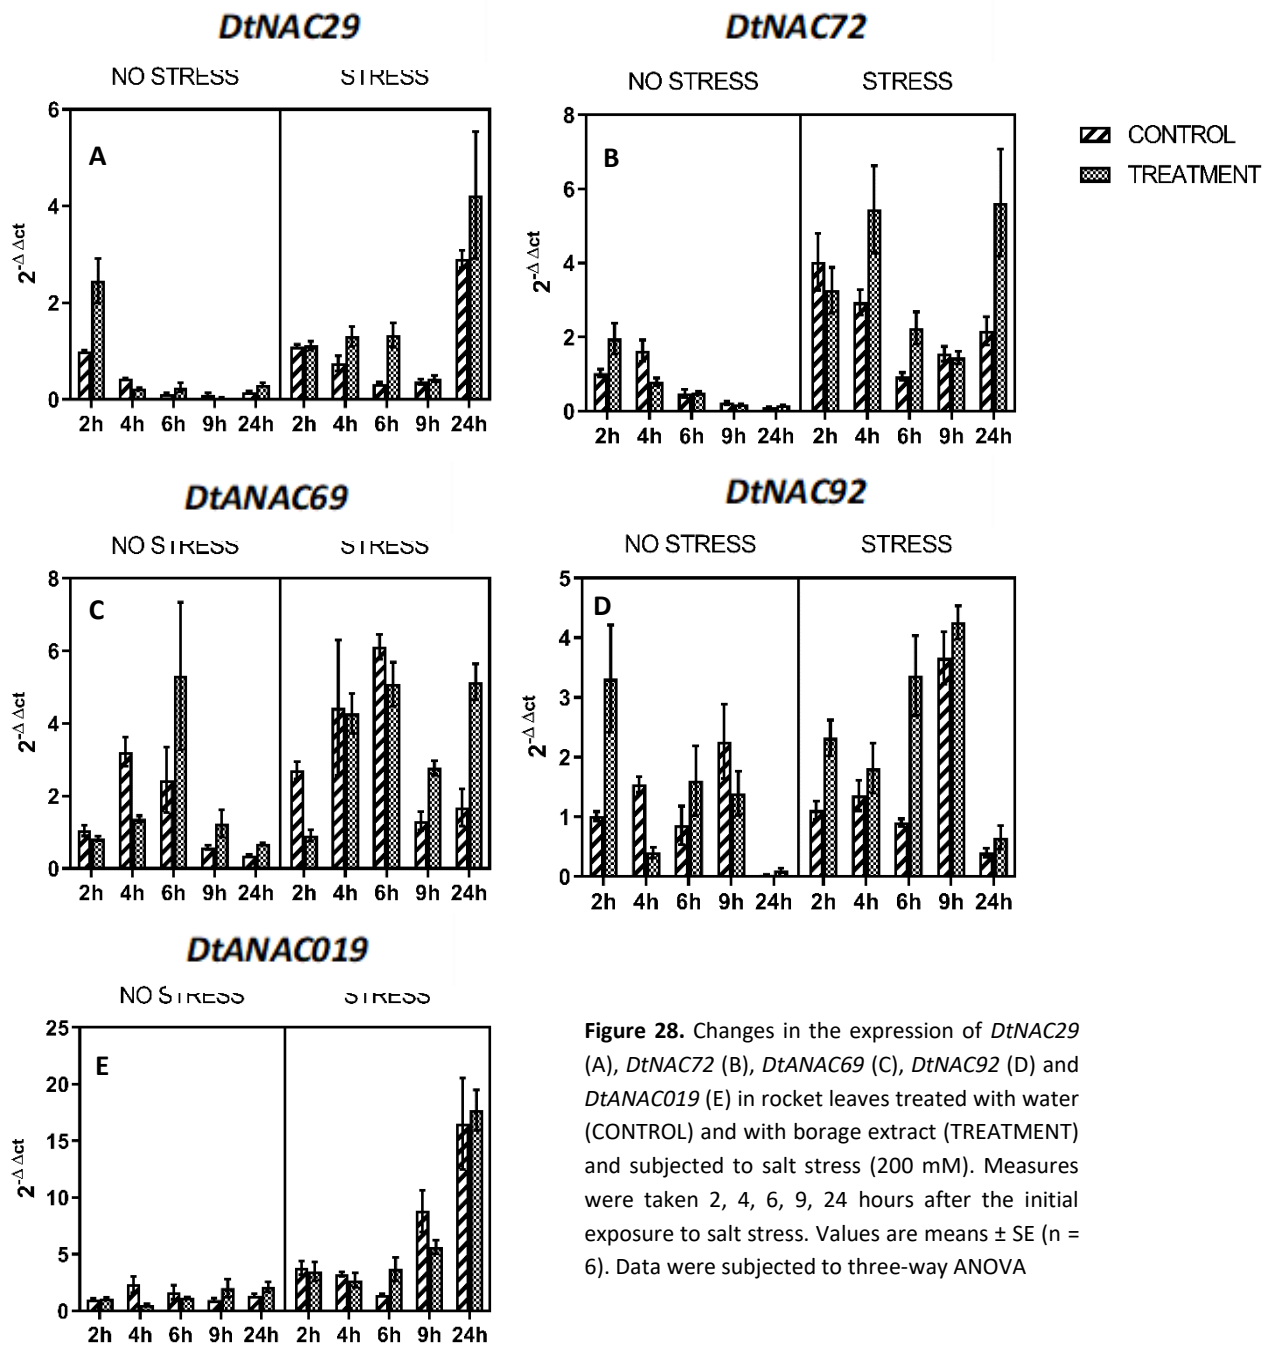 DtNAC29
NO STRESS
STRESS
A
2^-Δ Δct
6
4
2
0
2h 4h 6h 9h 24h 2h 4h 6h 9h 24h
DtNAC72
NO STRESS
STRESS
B
2^-Δ Δct
8
6
4
2
0
2h 4h 6h 9h 24h 2h 4h 6h 9h 24h
CONTROL
TREATMENT
DtANAC69
NO STRESS
STRESS
C
2^-Δ Δct
8
6
4
2
0
2h 4h 6h 9h 24h 2h 4h 6h 9h 24h
DtNAC92
NO STRESS
STRESS
D
2^-Δ Δct
5
4
3
2
1
0
2h 4h 6h 9h 24h 2h 4h 6h 9h 24h
DtANAC019
NO STRESS
STRESS
E
2^-Δ Δct
25
20
15
10
5
0
2h 4h 6h 9h 24h 2h 4h 6h 9h 24h
Figure 28. Changes in the expression of DtNAC29
(A), DtNAC72 (B), DtANAC69 (C), DtNAC92 (D) and
DtANAC019 (E) in rocket leaves treated with water
(CONTROL) and with borage extract (TREATMENT)
and subjected to salt stress (200 mM). Measures
were taken 2, 4, 6, 9, 24 hours after the initial
exposure to salt stress. Values are means ± SE (n =
6). Data were subjected to three-way ANOVA